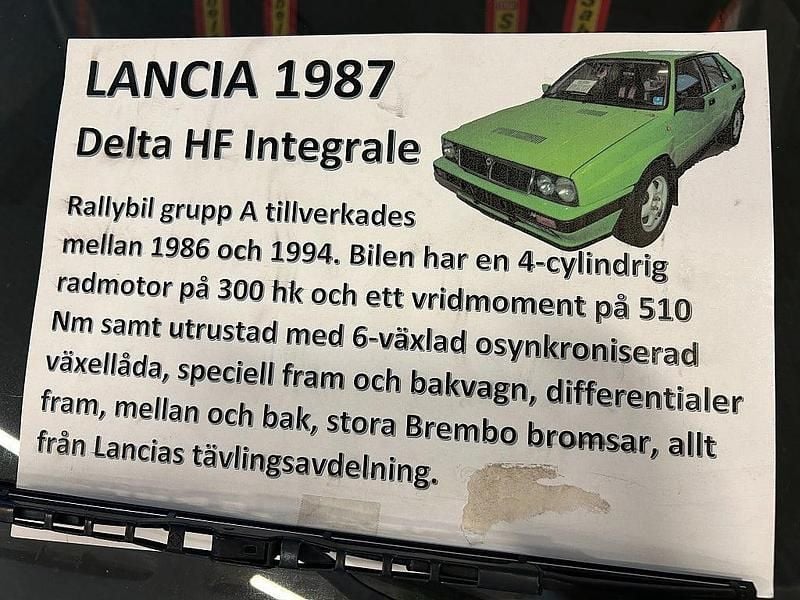 LANCIA 1987
Delta HF Integrale
Rallybil grupp A tillverkades
mellan 1986 och 1994. Bilen har en 4-cylindrig
radmotor på 300 hk och ett vridmoment på 510
Nm samt utrustad med 6-växlad osynkroniserad
växellåda, speciell fram och bakvagn, differentialer
fram, mellan och bak, stora Brembo bromsar, allt
från Lancias tävlingsavdelning.